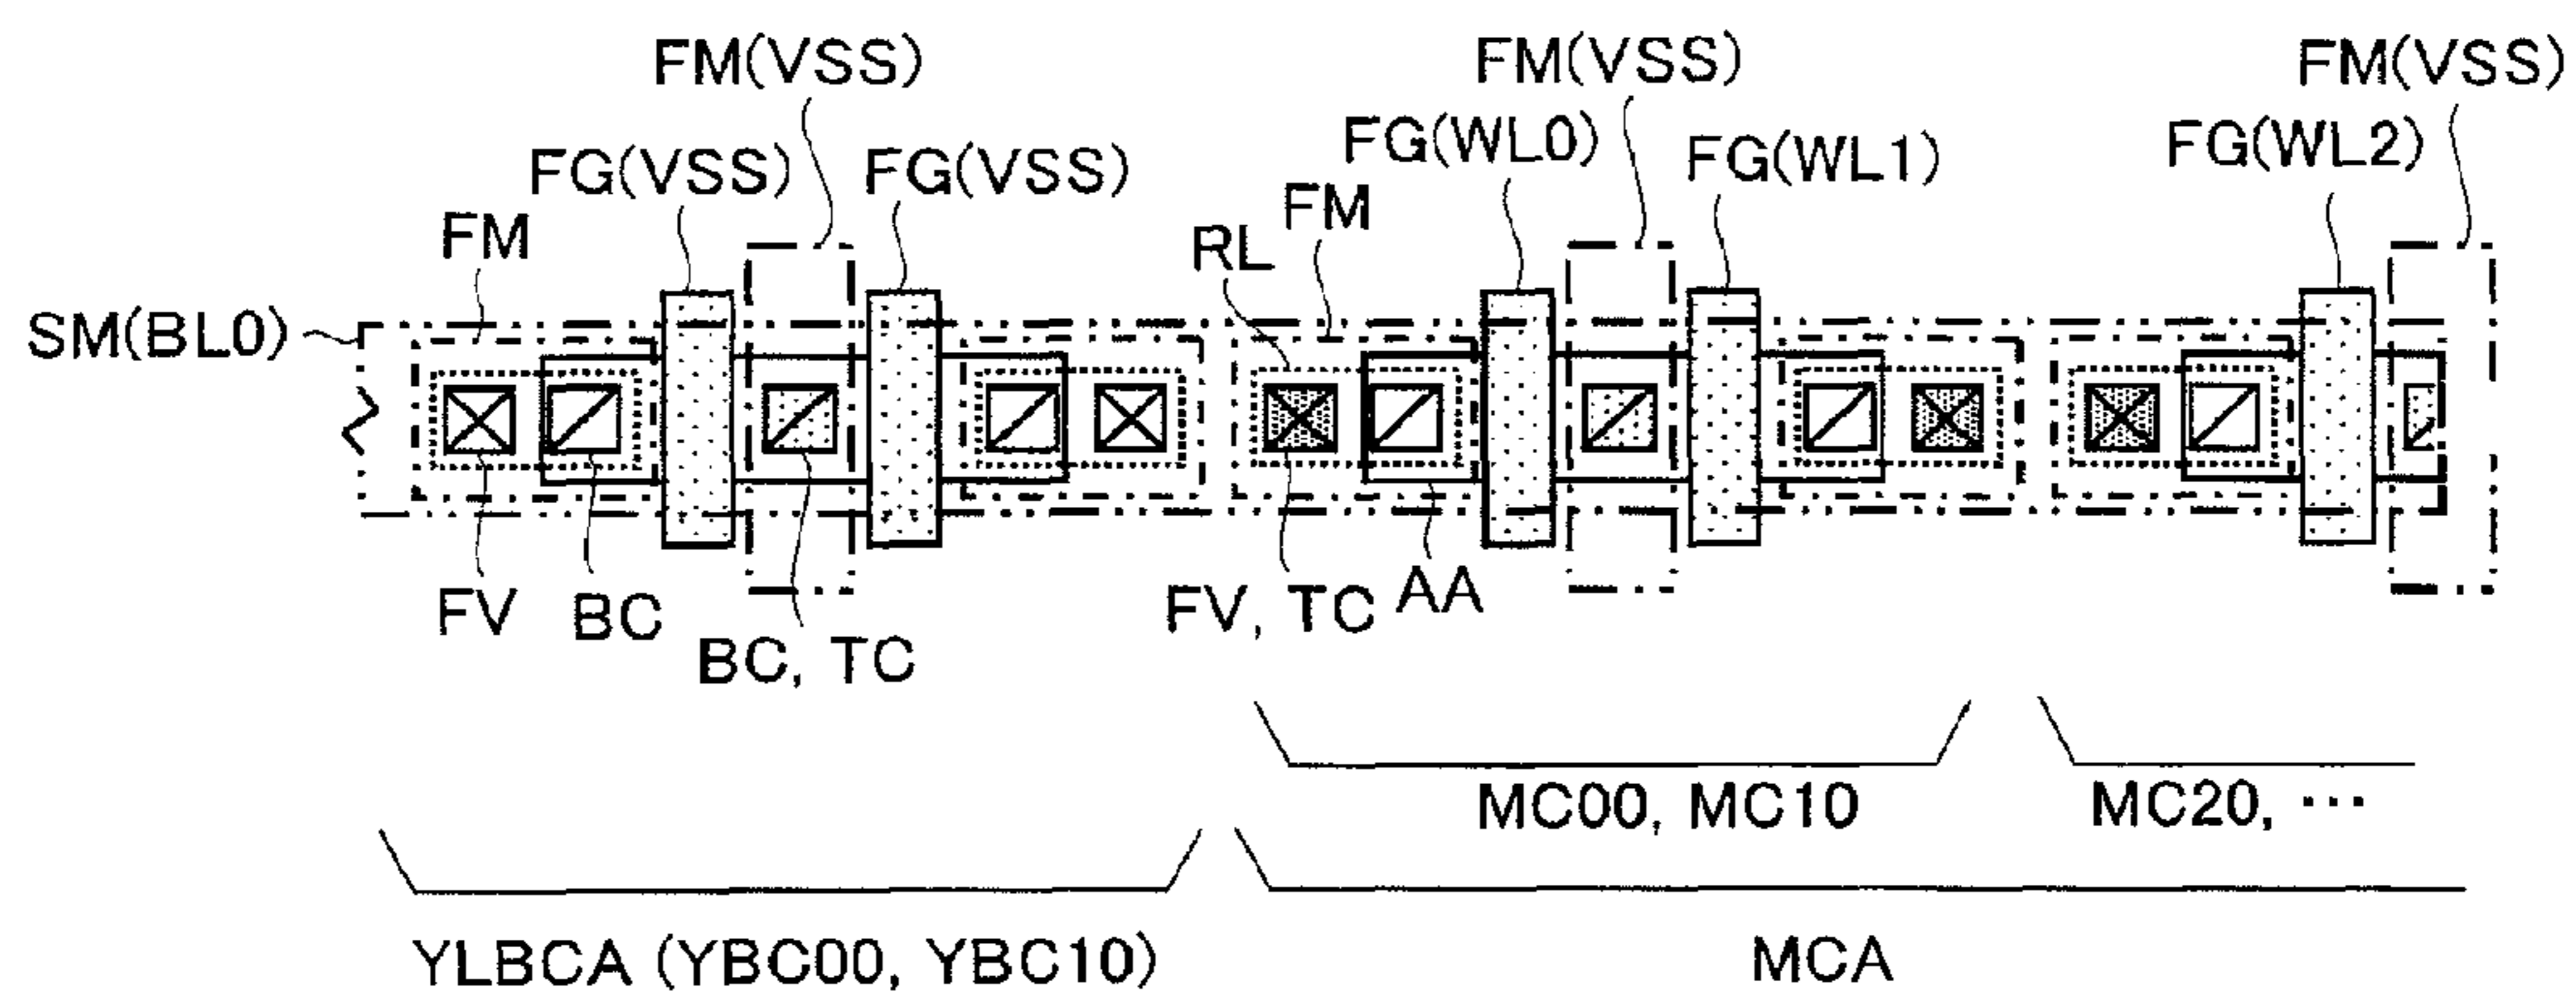 FM(VSS)
FM(VSS)
FM(VSS)
FG(VSS)
FG(VSS)
FG(WL0)
FG(WL1)
FG(WL2)
FM
RL
FM
SM(BL0)
FV
BC
BC, TC
FV, TC
AA
MC00, MC10
MC20, ···
YLBCA (YBC00, YBC10)
MCA